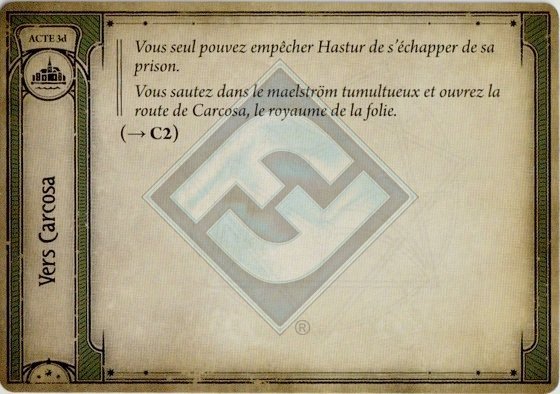 ACTE 3d
Vers Carcosa
Vous seul pouvez empêcher Hastur de s'échapper de sa
prison.
Vous sautez dans le maelström tumultueux et ouvrez la
route de Carcosa, le royaume de la folie.
(→ C2)
FF
®